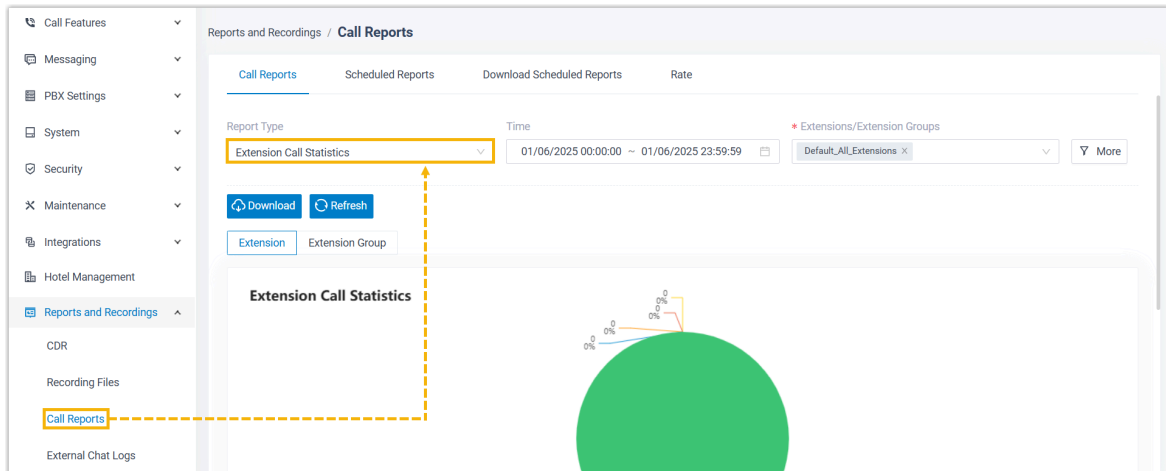 Call Features
Messaging
PBX Settings
System
Security
Maintenance
Integrations
Hotel Management
Reports and Recordings
CDR
Recording Files
Call Reports
External Chat Logs
Reports and Recordings / Call Reports
Call Reports Scheduled Reports Download Scheduled Reports Rate
Report Type Time * Extensions/Extension Groups
Extension Call Statistics 01/06/2025 00:00:00 ~ 01/06/2025 23:59:59 Default_All_Extensions × More
Download Refresh
Extension Extension Group
Extension Call Statistics
0
0%
0
0%
0
0%
0
0%